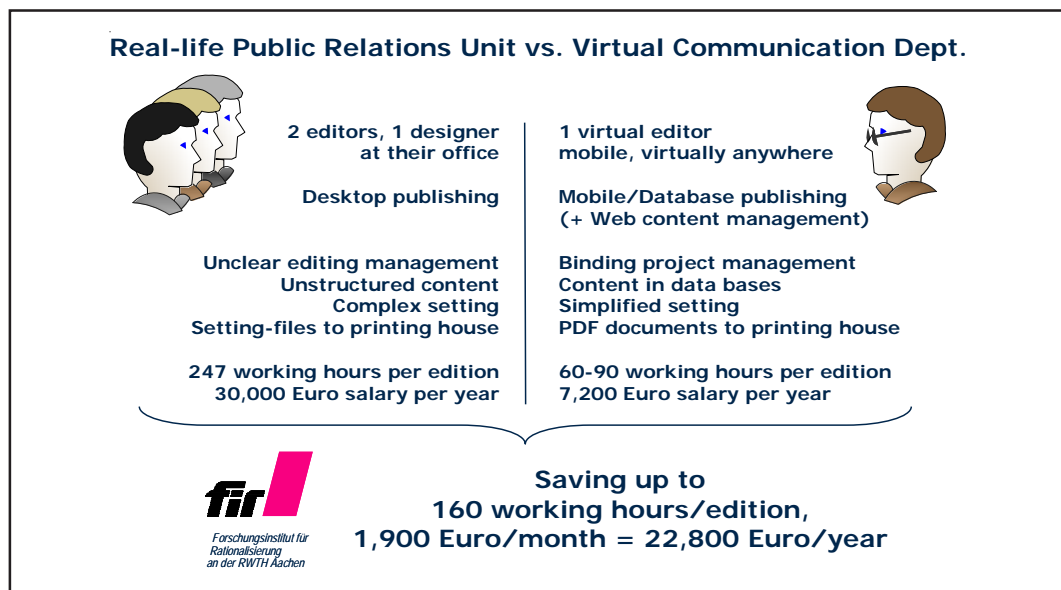 Real-life Public Relations Unit vs. Virtual Communication Dept.
2 editors, 1 designer
at their office
Desktop publishing
Unclear editing management
Unstructured content
Complex setting
Setting-files to printing house
247 working hours per edition
30,000 Euro salary per year
1 virtual editor
mobile, virtually anywhere
Mobile/Database publishing
(+ Web content management)
Binding project management
Content in data bases
Simplified setting
PDF documents to printing house
60-90 working hours per edition
7,200 Euro salary per year
fir
Forschungsinstitut für
Rationalisierung
an der RWTH Aachen
Saving up to
160 working hours/edition,
1,900 Euro/month = 22,800 Euro/year